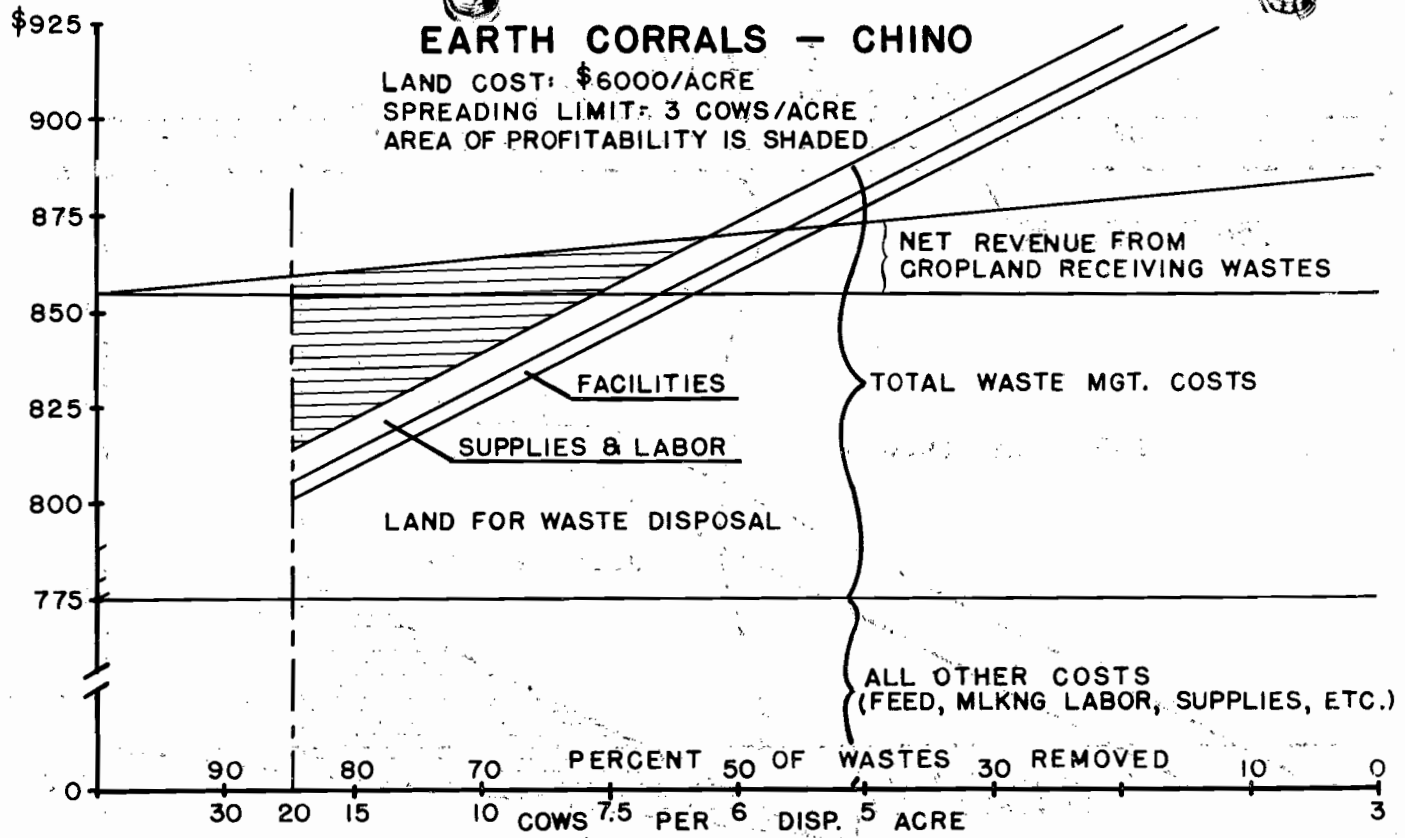 $925
EARTH CORRALS – CHINO
LAND COST: $6000/ACRE
SPREADING LIMIT: 3 COWS/ACRE
AREA OF PROFITABILITY IS SHADED
900
875
850
825
800
775
0
NET REVENUE FROM
CROPLAND RECEIVING WASTES
TOTAL WASTE MGT. COSTS
FACILITIES
SUPPLIES & LABOR
LAND FOR WASTE DISPOSAL
ALL OTHER COSTS
(FEED, MLKNG LABOR, SUPPLIES, ETC.)
PERCENT OF WASTES REMOVED
90 80 70 50 30 10 0
30 20 15 10 7.5 6 5 3
COWS PER DISP. ACRE